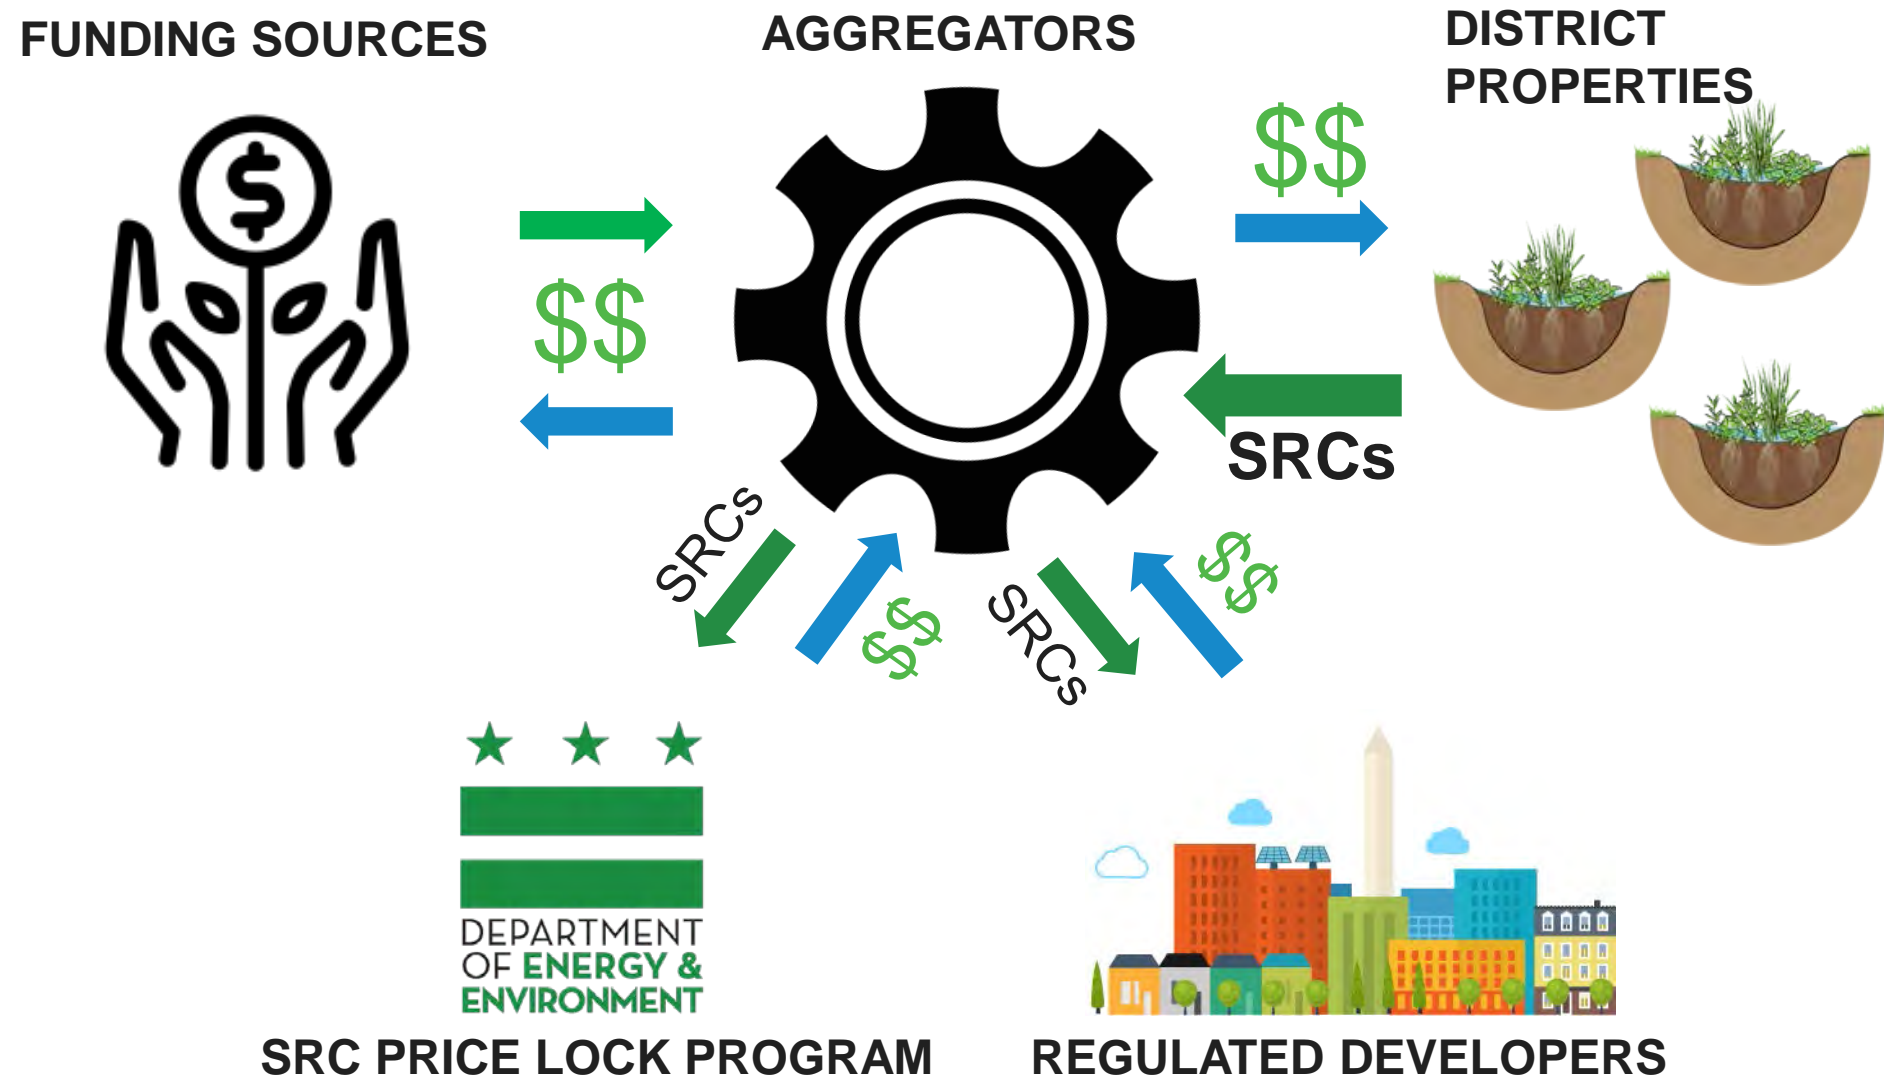 FUNDING SOURCES
AGGREGATORS
DISTRICT
PROPERTIES
$
$$
$$
SRCs
SRCs
$$
SRCs
$$
DEPARTMENT
OF ENERGY &
ENVIRONMENT
SRC PRICE LOCK PROGRAM
REGULATED DEVELOPERS